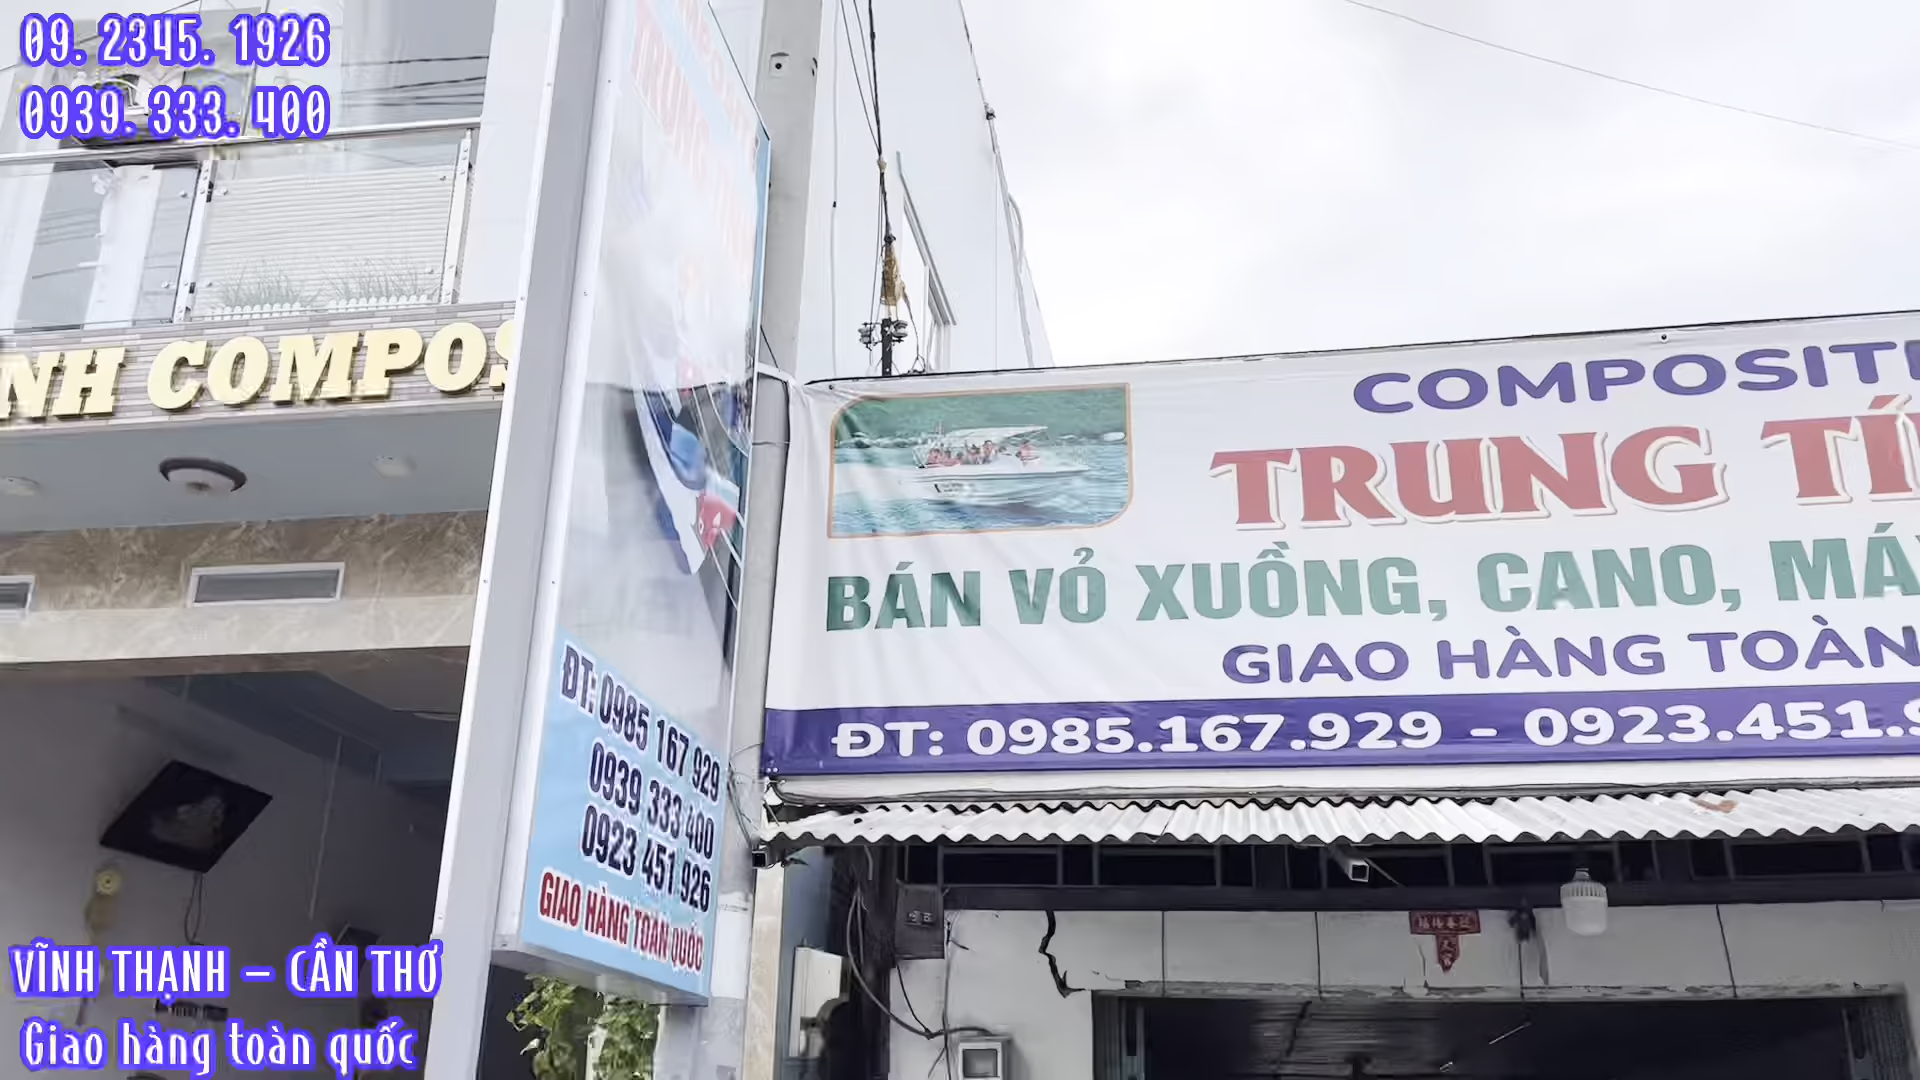 09. 2345. 1926
0939. 333. 400
NH COMPOS
TRUNG
ĐT: 0985 167 929
0939 333 400
0923 451 926
GIAO HÀNG TOÀN QUỐC
COMPOSIT
TRUNG TÍ
BÁN VỎ XUỒNG, CANO, MÁ
GIAO HÀNG TOÀN
ĐT: 0985.167.929 - 0923.451.9
VĨNH THẠNH – CẦN THƠ
Giao hàng toàn quốc